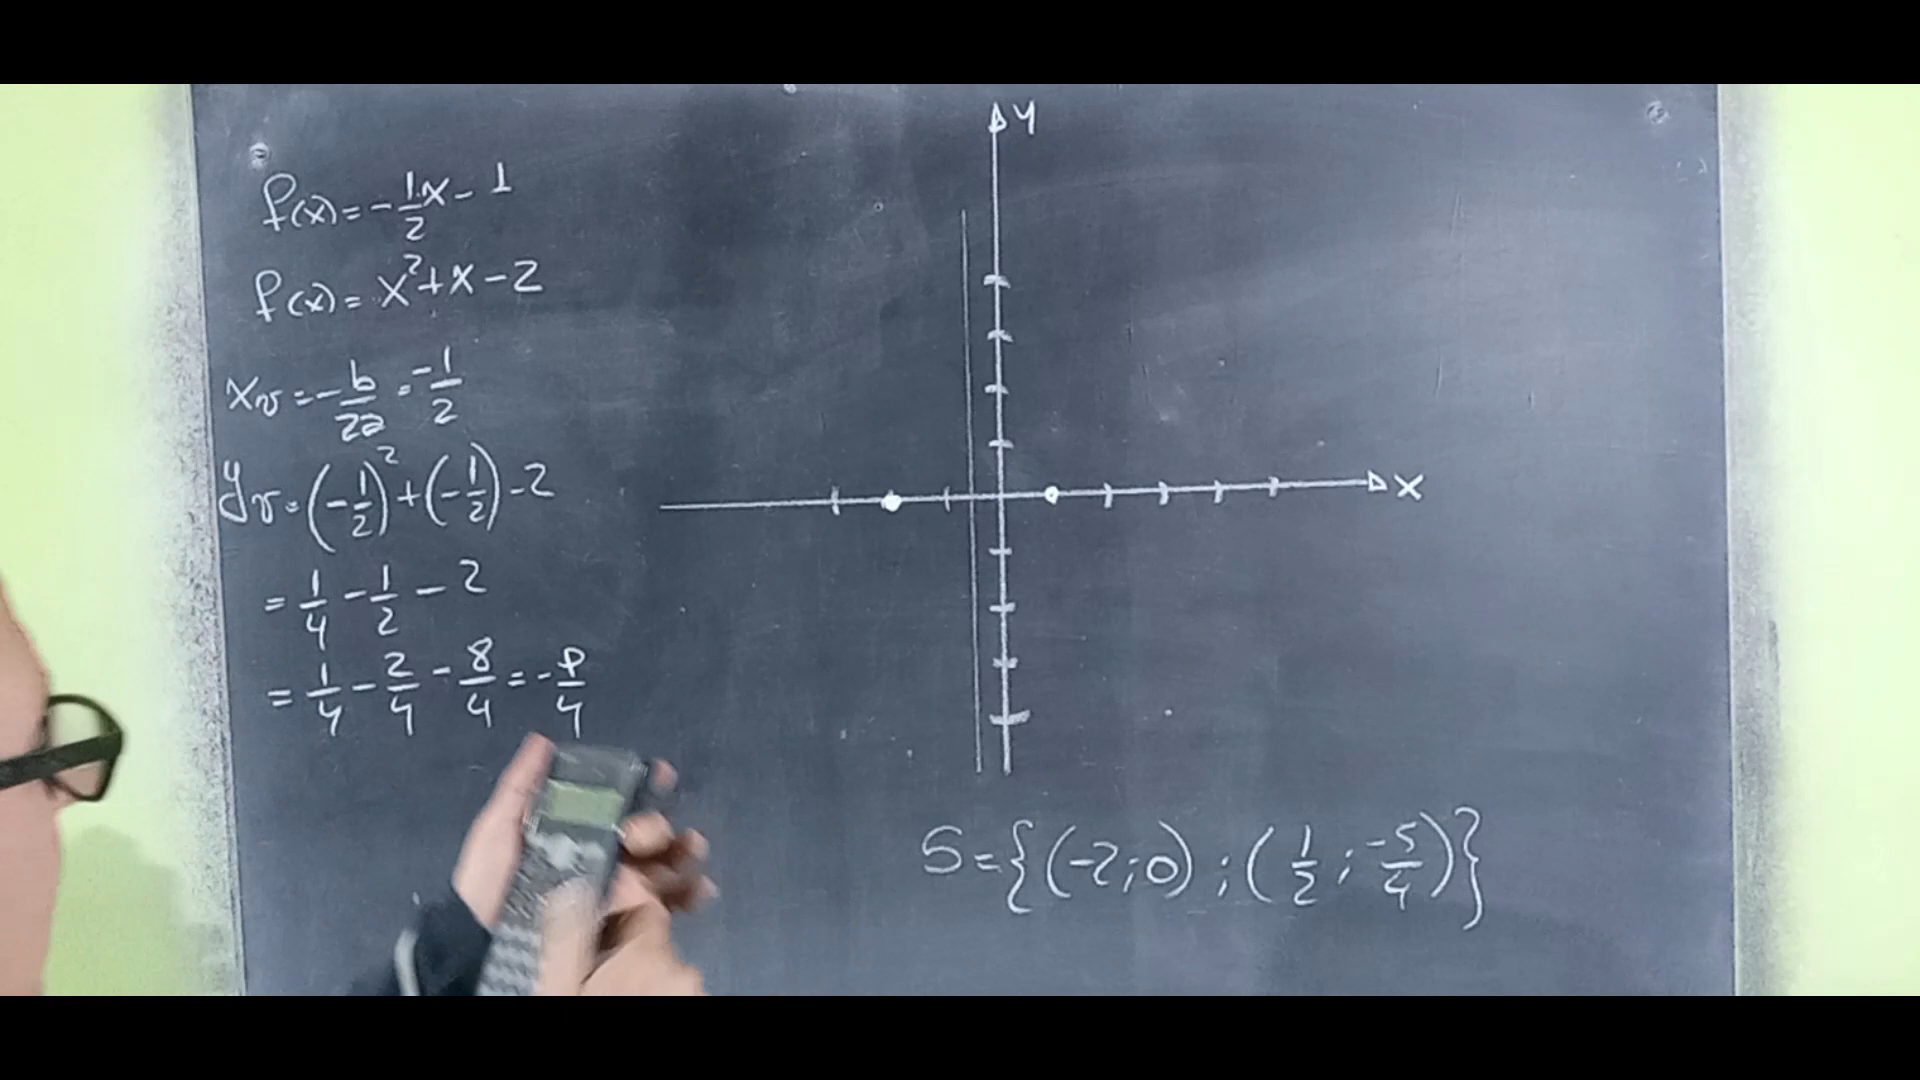 f(x) = -1/2 x - 1
f(x) = x² + x - 2
xv = -b/2a = -1/2
yv = (-1/2)² + (-1/2) - 2
= 1/4 - 1/2 - 2
= 1/4 - 2/4 - 8/4 = -9/4
Y
X
S = {(-2;0) ; (1/2 ; -5/4)}